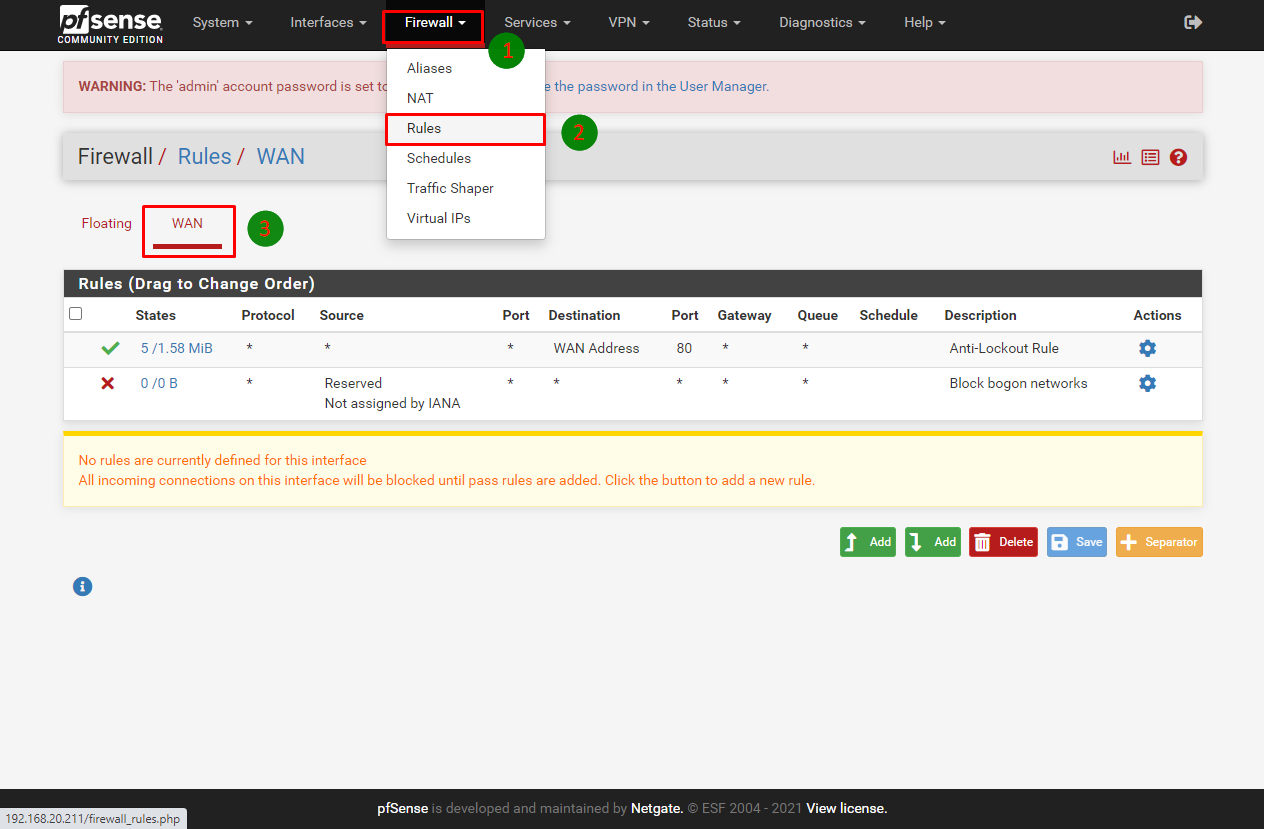 pfsense
COMMUNITY EDITION
System Interfaces Firewall Services VPN Status Diagnostics Help
1
Aliases
NAT
Rules
Schedules
Traffic Shaper
Virtual IPs
2
WARNING: The 'admin' account password is set to e the password in the User Manager.
Firewall / Rules / WAN
Floating WAN
3
Rules (Drag to Change Order)
States Protocol Source Port Destination Port Gateway Queue Schedule Description Actions
5 /1.58 MiB * * * WAN Address 80 * * Anti-Lockout Rule
0 /0 B * Reserved * * * * * Block bogon networks
Not assigned by IANA
No rules are currently defined for this interface
All incoming connections on this interface will be blocked until pass rules are added. Click the button to add a new rule.
Add Add Delete Save Separator
pfSense is developed and maintained by Netgate. © ESF 2004 - 2021 View license.
192.168.20.211/firewall_rules.php